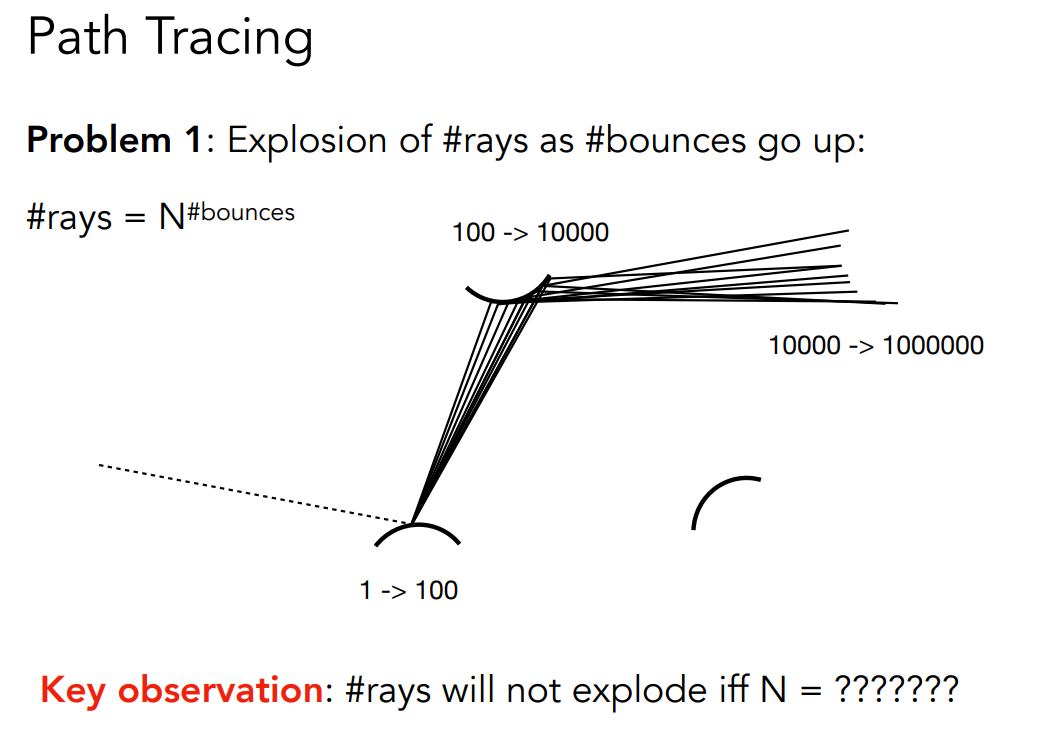 Path Tracing
Problem 1: Explosion of #rays as #bounces go up:
#rays = N#bounces
100 -> 10000
10000 -> 1000000
1 -> 100
Key observation: #rays will not explode iff N = ???????